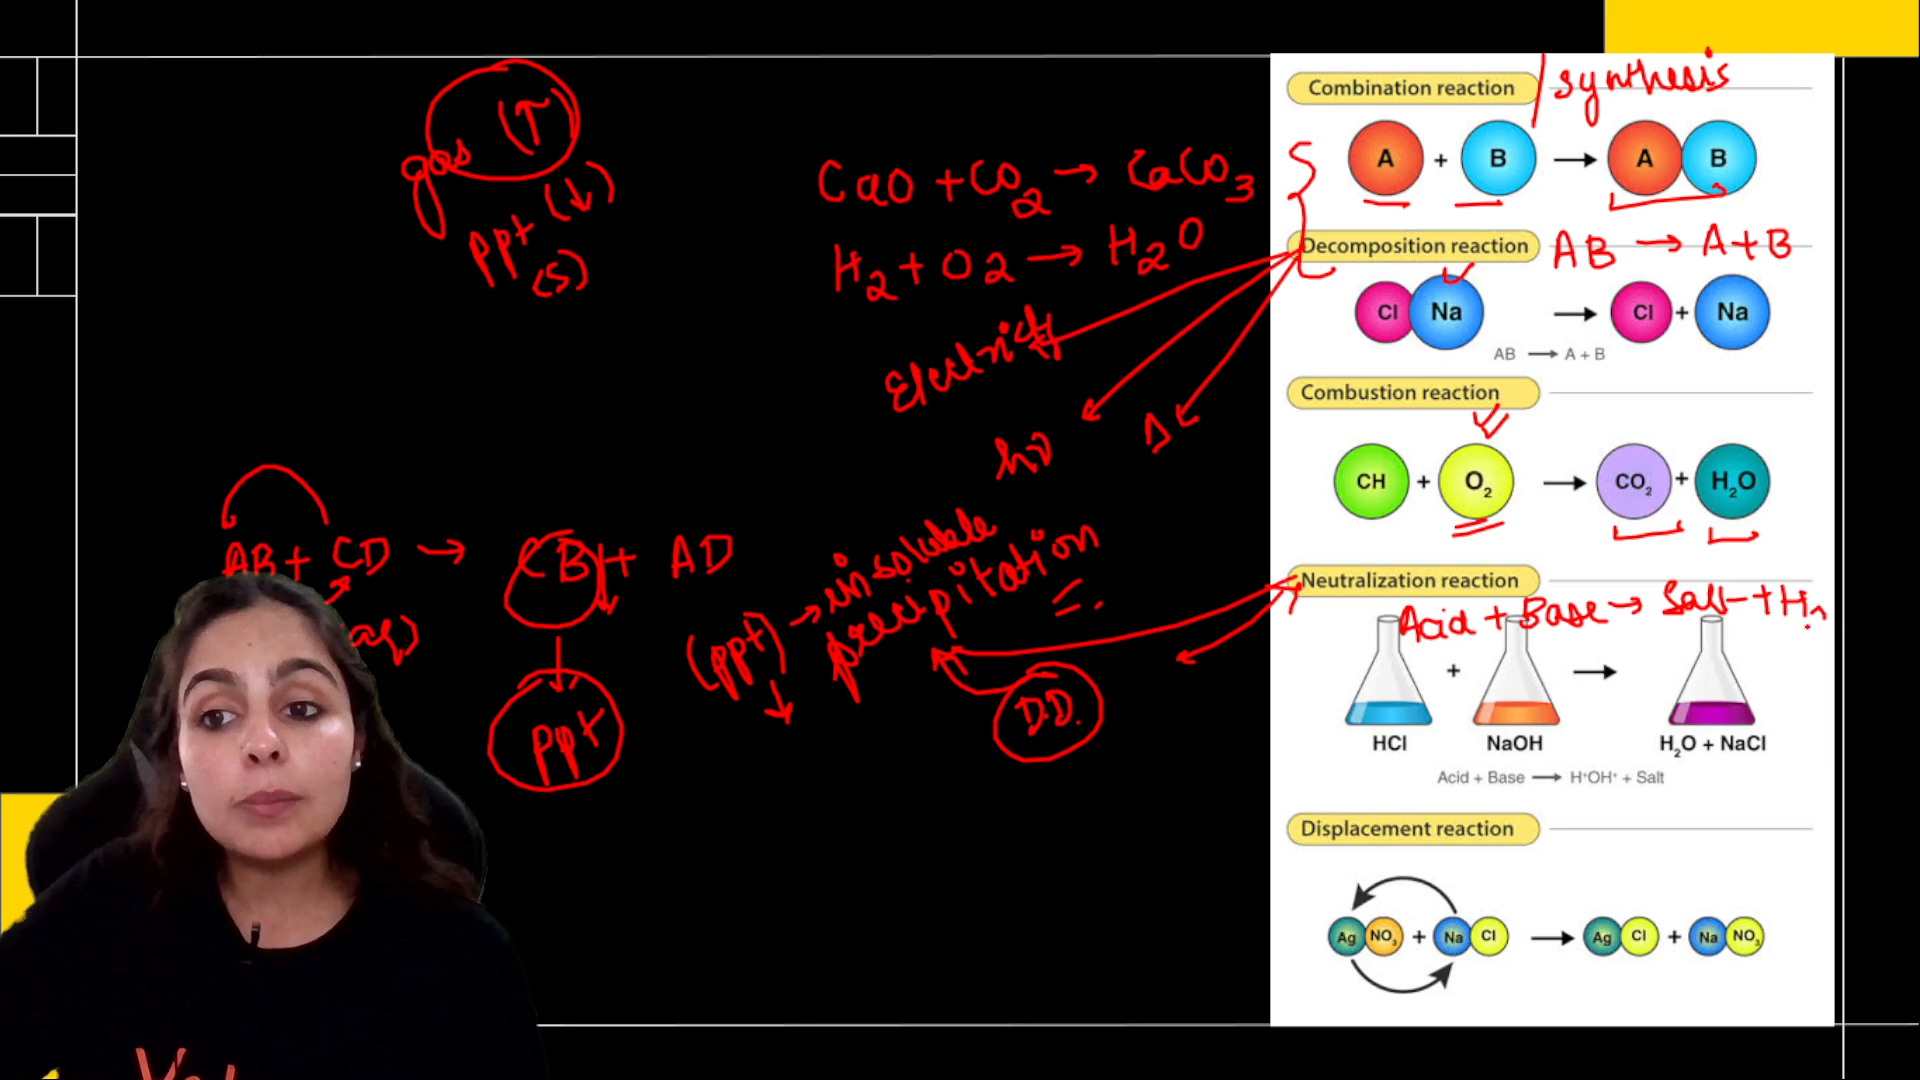 gas (↑)
ppt (↓)
(s)
CaO + CO2 → CaCO3
H2 + O2 → H2O
Electricity
hν
Δ
AB + CD → CB↓ + AD
(aq)
ppt
(ppt) → insoluble
↓
precipitation
D.D.
Combination reaction / synthesis
A + B → A B
Decomposition reaction AB → A + B
Cl Na → Cl + Na
AB → A + B
Combustion reaction
CH + O₂ → CO₂ + H₂O
Neutralization reaction
Acid + Base → Salt + H2
+ →
HCl NaOH H₂O + NaCl
Acid + Base → H⁺OH⁺ + Salt
Displacement reaction
Ag NO₃ + Na Cl → Ag Cl + Na NO₃